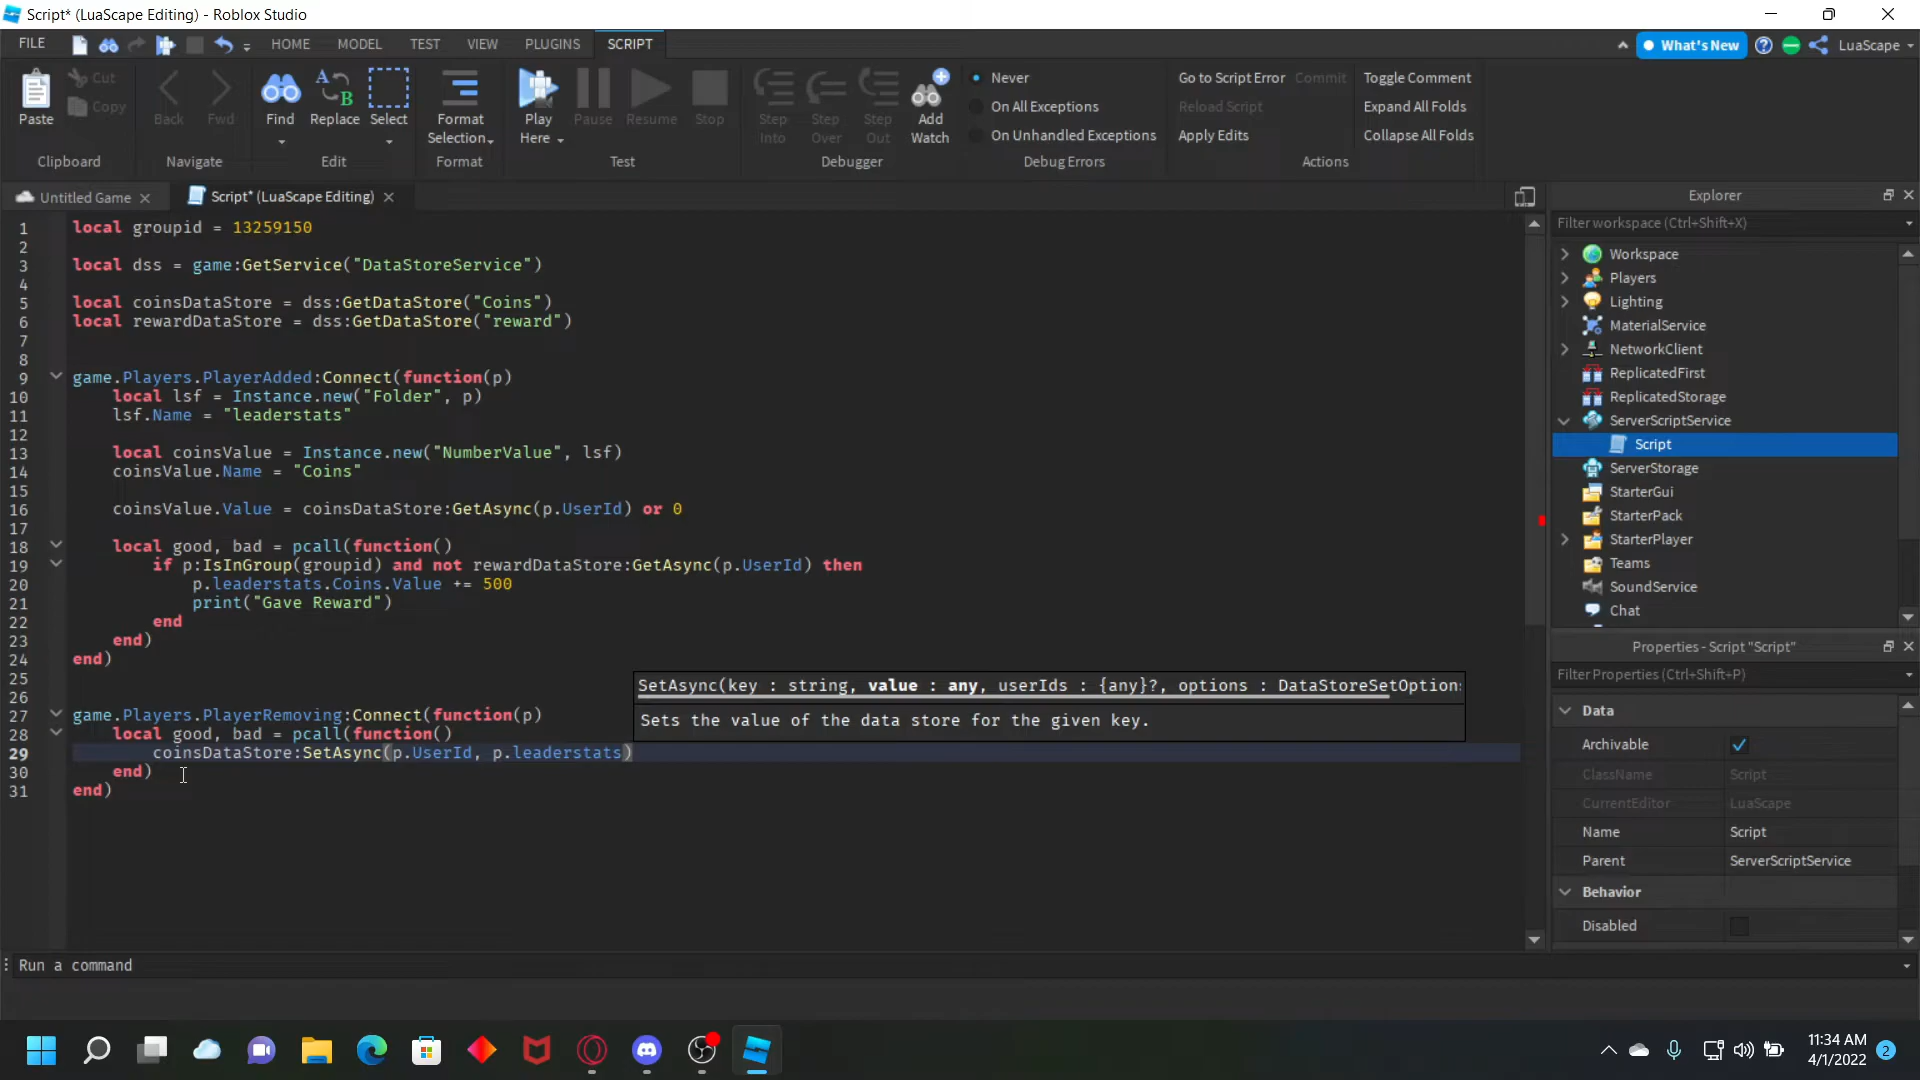 Script* (LuaScape Editing) - Roblox Studio
FILE HOME MODEL TEST VIEW PLUGINS SCRIPT What's New LuaScape
Paste Cut Copy Back Fwd Find Replace Select Format Selection Play Here Pause Resume Stop Step Into Step Over Step Out Add Watch
Never
On All Exceptions
On Unhandled Exceptions
Go to Script Error Commit
Reload Script
Apply Edits
Toggle Comment
Expand All Folds
Collapse All Folds
Clipboard Navigate Edit Format Test Debugger Debug Errors Actions
Untitled Game Script* (LuaScape Editing)
1 local groupid = 13259150
2
3 local dss = game:GetService("DataStoreService")
4
5 local coinsDataStore = dss:GetDataStore("Coins")
6 local rewardDataStore = dss:GetDataStore("reward")
7
8
9 game.Players.PlayerAdded:Connect(function(p)
10 local lsf = Instance.new("Folder", p)
11 lsf.Name = "leaderstats"
12
13 local coinsValue = Instance.new("NumberValue", lsf)
14 coinsValue.Name = "Coins"
15
16 coinsValue.Value = coinsDataStore:GetAsync(p.UserId) or 0
17
18 local good, bad = pcall(function()
19 if p:IsInGroup(groupid) and not rewardDataStore:GetAsync(p.UserId) then
20 p.leaderstats.Coins.Value += 500
21 print("Gave Reward")
22 end
23 end)
24 end)
25
26
27 game.Players.PlayerRemoving:Connect(function(p)
28 local good, bad = pcall(function()
29 coinsDataStore:SetAsync(p.UserId, p.leaderstats)
30 end)
31 end)
SetAsync(key : string, value : any, userIds : {any}?, options : DataStoreSetOption
Sets the value of the data store for the given key.
Explorer
Filter workspace (Ctrl+Shift+X)
Workspace
Players
Lighting
MaterialService
NetworkClient
ReplicatedFirst
ReplicatedStorage
ServerScriptService
Script
ServerStorage
StarterGui
StarterPack
StarterPlayer
Teams
SoundService
Chat
Properties - Script "Script"
Filter Properties (Ctrl+Shift+P)
Data
Archivable
ClassName Script
CurrentEditor LuaScape
Name Script
Parent ServerScriptService
Behavior
Disabled
Run a command
11:34 AM
4/1/2022 2